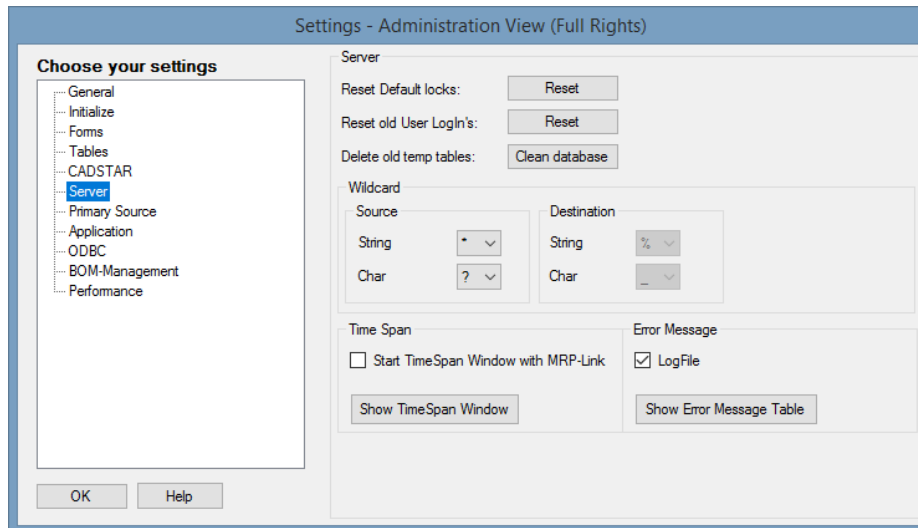 Settings - Administration View (Full Rights)
Choose your settings
General
Initialize
Forms
Tables
CADSTAR
Server
Primary Source
Application
ODBC
BOM-Management
Performance
OK Help
Server
Reset Default locks: Reset
Reset old User LogIn's: Reset
Delete old temp tables: Clean database
Wildcard
Source Destination
String * String %
Char ? Char _
Time Span Error Message
Start TimeSpan Window with MRP-Link LogFile
Show TimeSpan Window Show Error Message Table